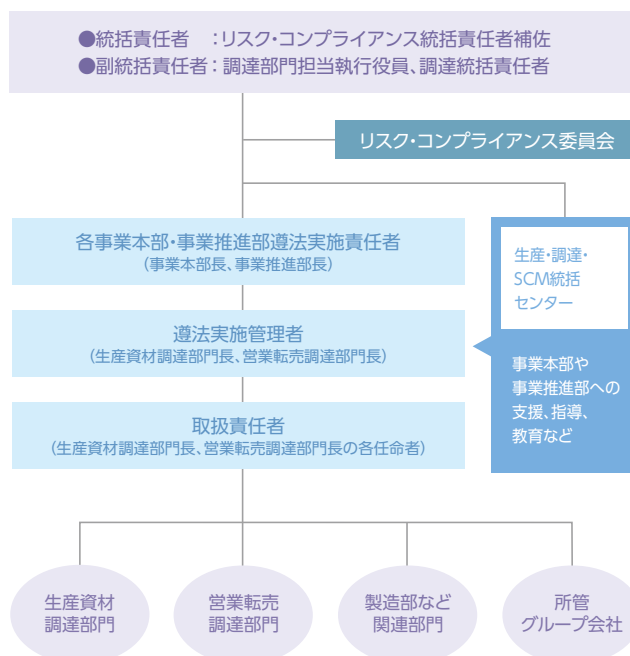 ●統括責任者　：リスク・コンプライアンス統括責任者補佐
●副統括責任者：調達部門担当執行役員、調達統括責任者
リスク・コンプライアンス委員会
各事業本部・事業推進部遵法実施責任者
（事業本部長、事業推進部長）
遵法実施管理者
（生産資材調達部門長、営業転売調達部門長）
取扱責任者
（生産資材調達部門長、営業転売調達部門長の各任命者）
生産・調達・
SCM統括
センター
事業本部や
事業推進部への
支援、指導、
教育など
生産資材
調達部門
営業転売
調達部門
製造部など
関連部門
所管
グループ会社